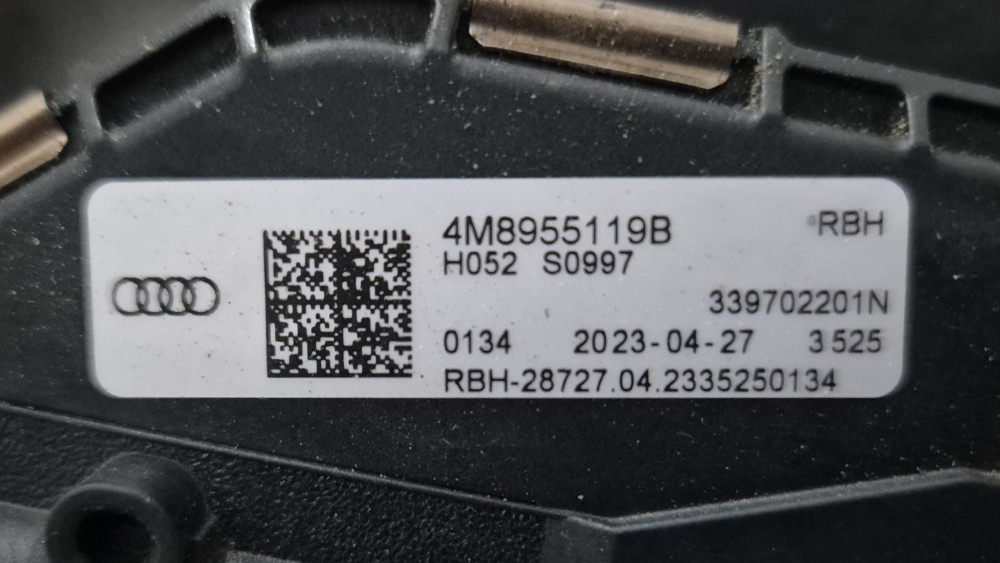 4M8955119B RBH
H052 S0997
339702201N
0134 2023-04-27 3525
RBH-28727.04.2335250134